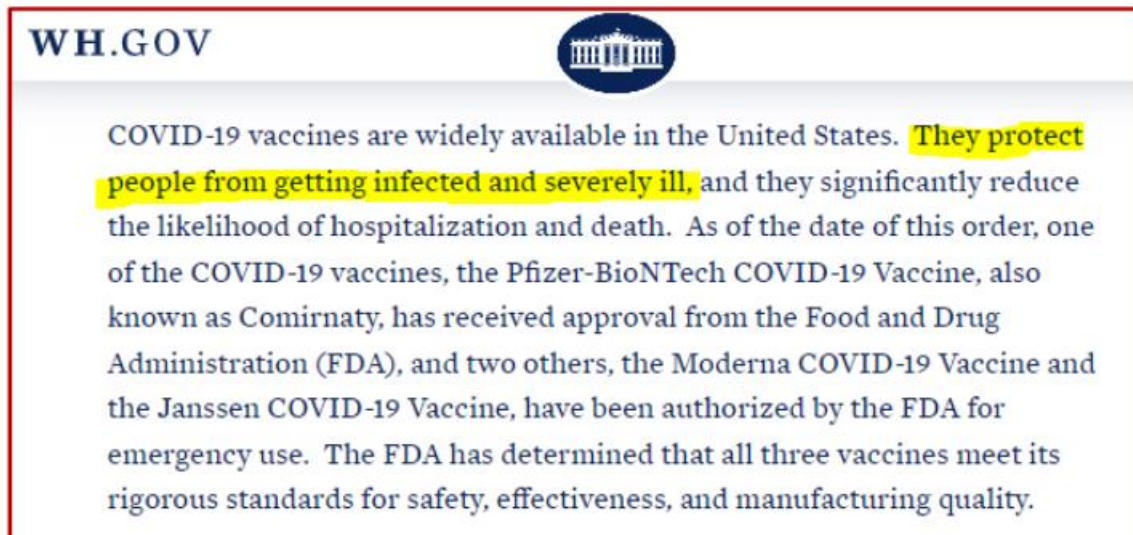 WH.GOV
COVID-19 vaccines are widely available in the United States. They protect
people from getting infected and severely ill, and they significantly reduce
the likelihood of hospitalization and death. As of the date of this order, one
of the COVID-19 vaccines, the Pfizer-BioNTech COVID-19 Vaccine, also
known as Comirnaty, has received approval from the Food and Drug
Administration (FDA), and two others, the Moderna COVID-19 Vaccine and
the Janssen COVID-19 Vaccine, have been authorized by the FDA for
emergency use. The FDA has determined that all three vaccines meet its
rigorous standards for safety, effectiveness, and manufacturing quality.